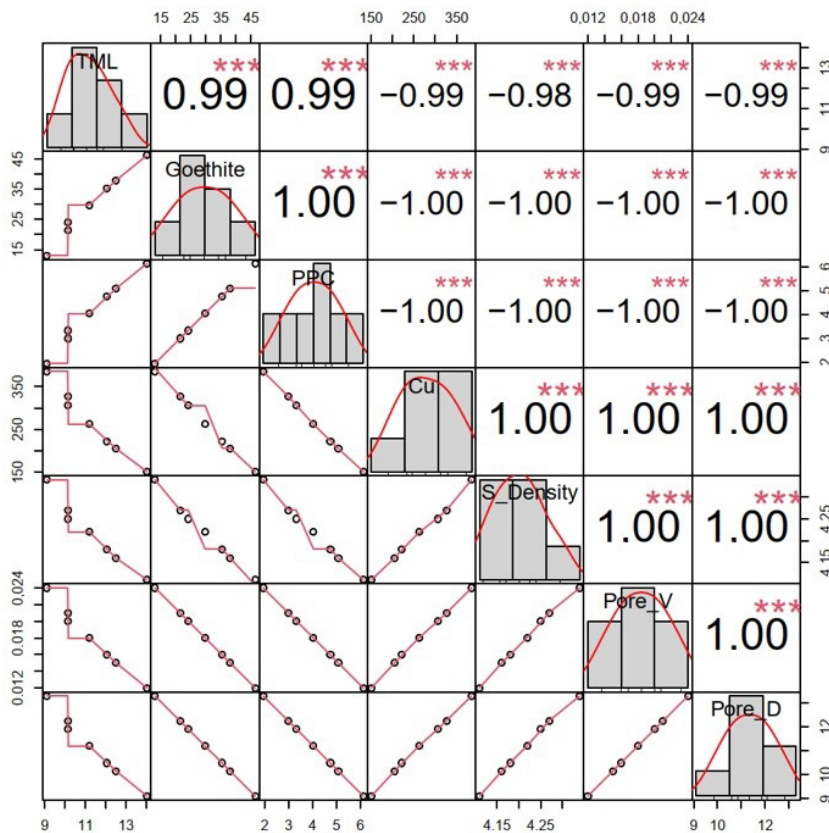 15 25 35 45 150 250 350 0,012 0,018 0,024
TML *** 0.99 *** 0.99 *** −0.99 *** −0.98 *** −0.99 *** −0.99 9 11 13
15 25 35 45 Goethite *** 1.00 *** −1.00 *** −1.00 *** −1.00 *** −1.00
PPC *** −1.00 *** −1.00 *** −1.00 *** −1.00 2 3 4 5 6
150 250 350 Cu *** 1.00 *** 1.00 *** 1.00
S_Density *** 1.00 *** 1.00 4.15 4.25
0,012 0,018 0,024 Pore_V *** 1.00
Pore_D 9 10 12
9 11 13 2 3 4 5 6 4.15 4.25 9 10 12